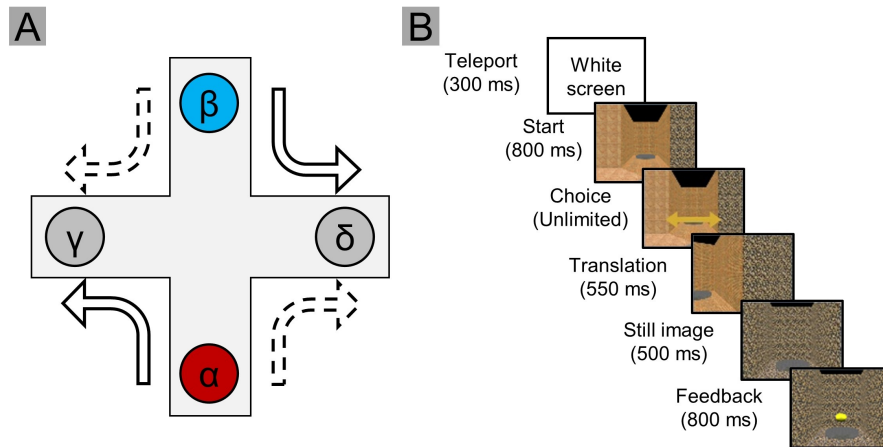 A
β
γ
δ
α
B
Teleport
(300 ms)
White
screen
Start
(800 ms)
Choice
(Unlimited)
Translation
(550 ms)
Still image
(500 ms)
Feedback
(800 ms)